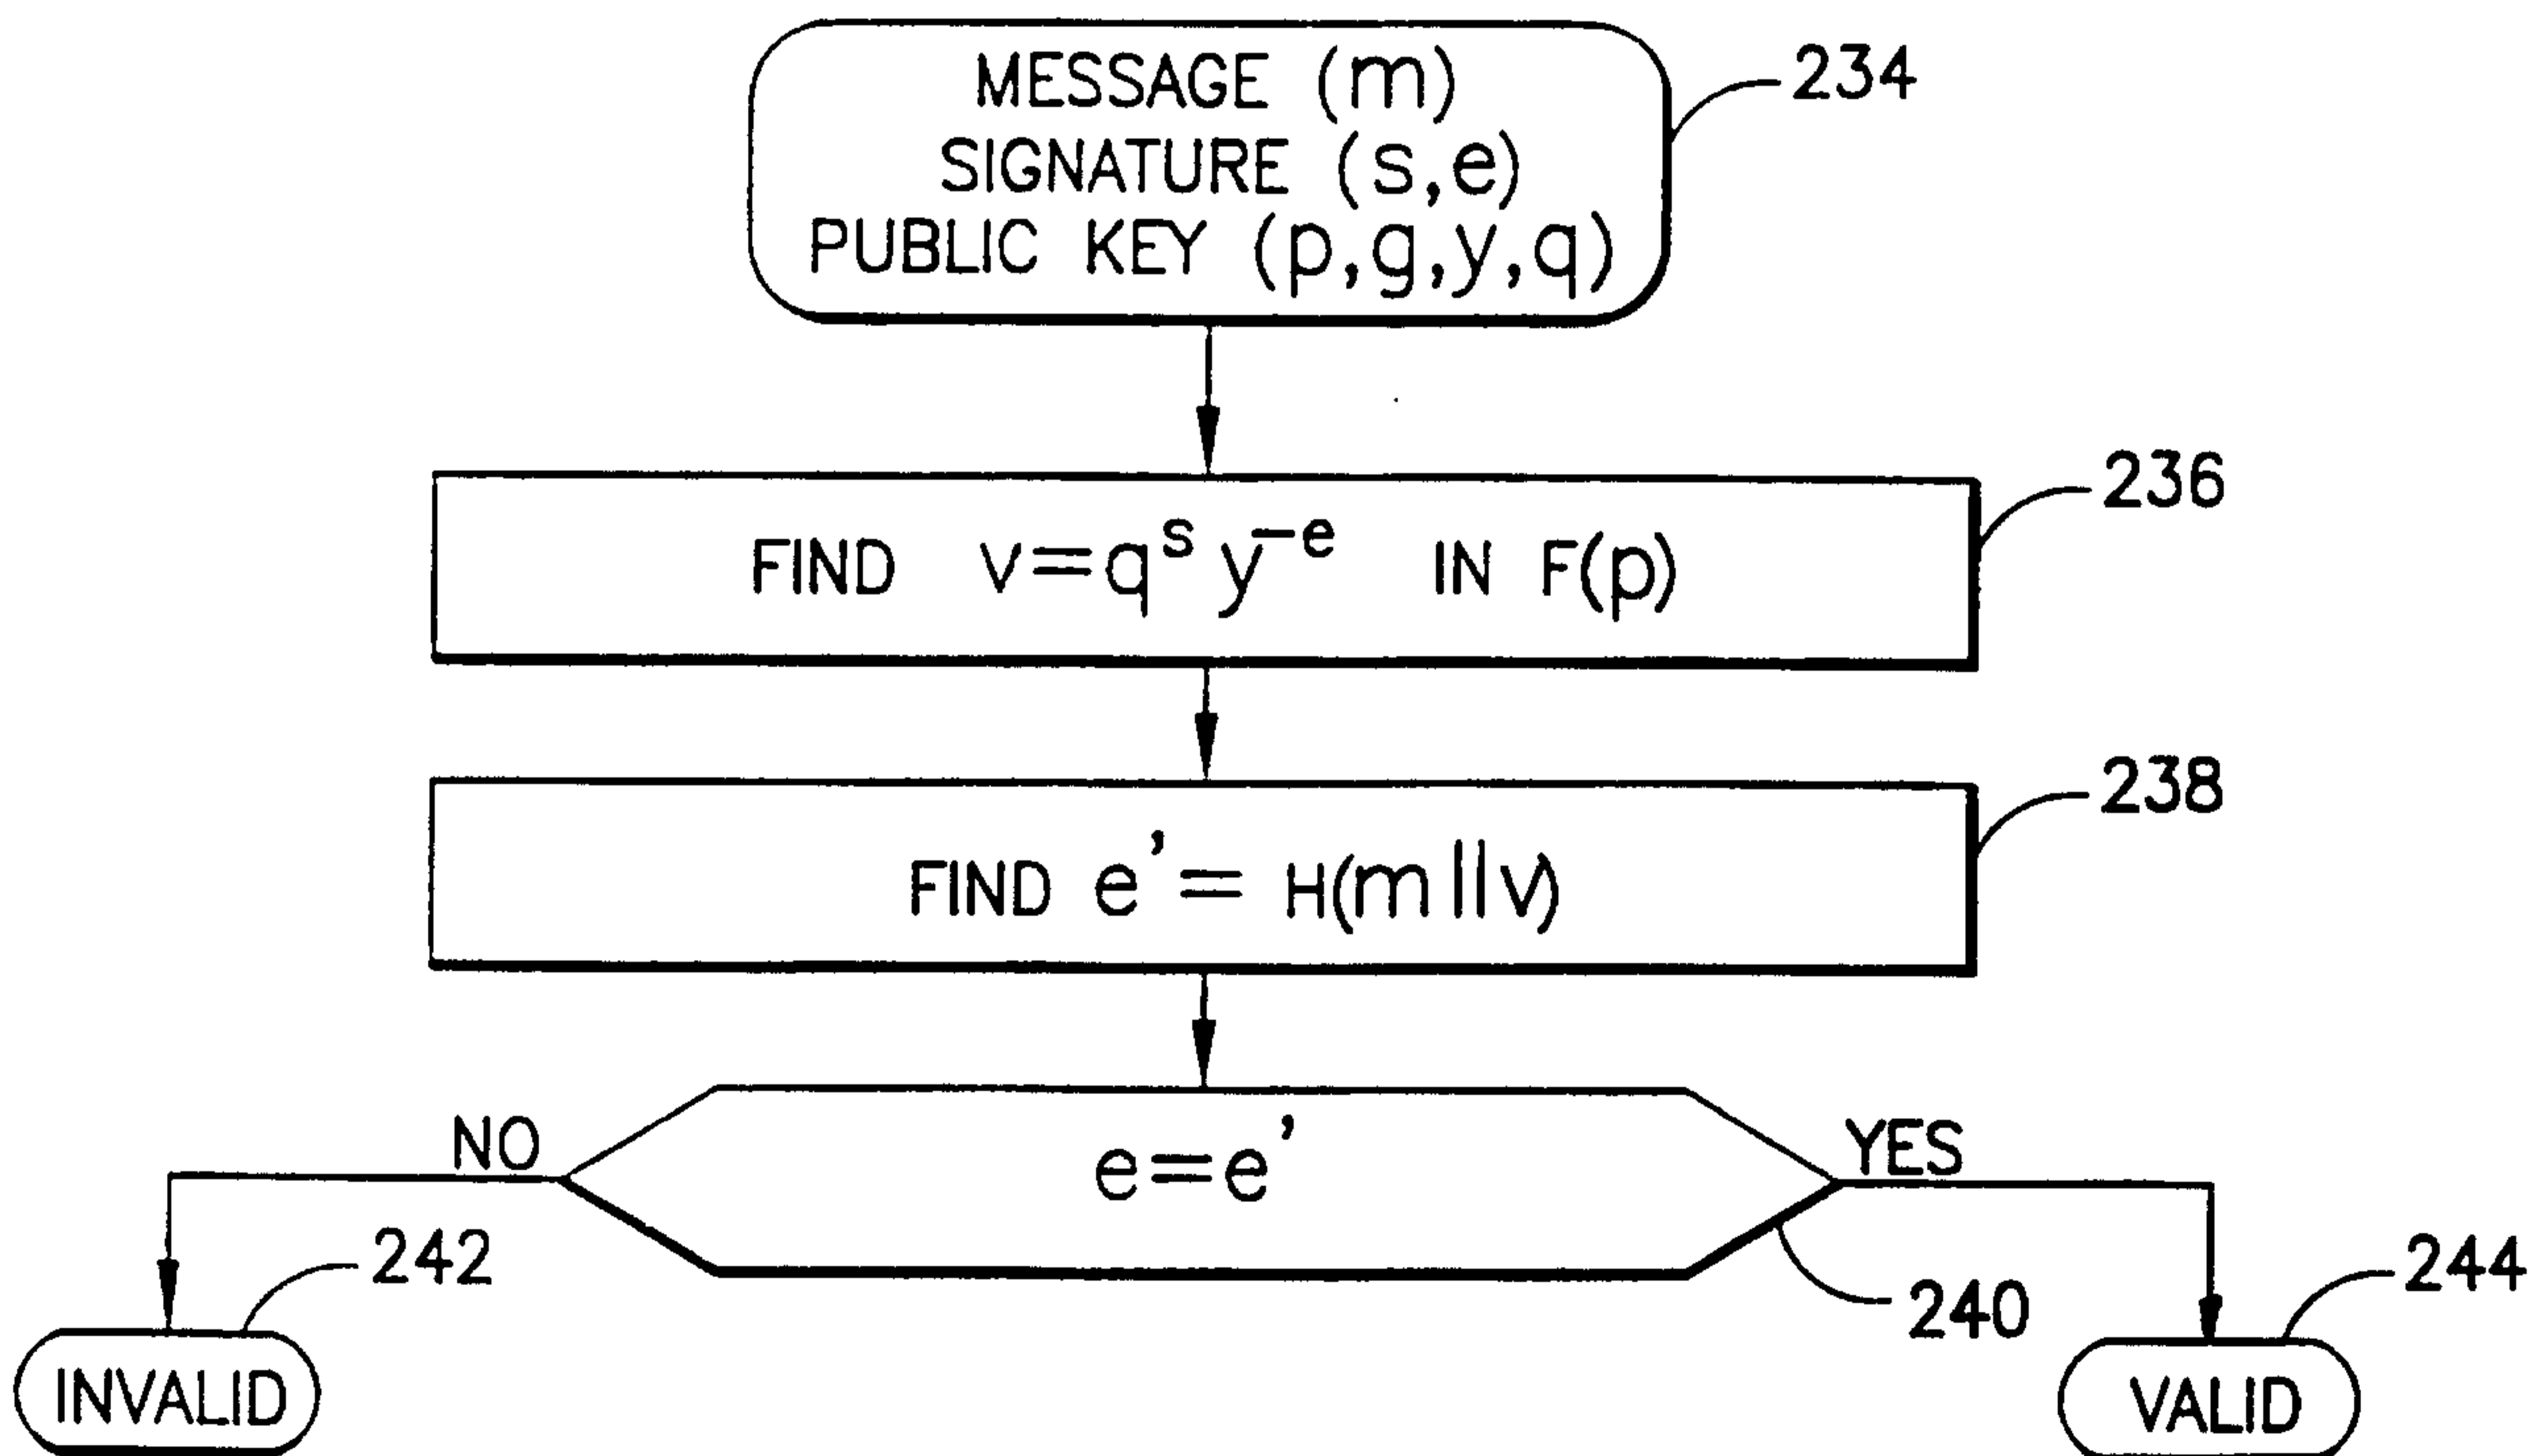 MESSAGE (m)
SIGNATURE (s,e)
PUBLIC KEY (p,g,y,q)
234
FIND v=q^s y^-e IN F(p)
236
FIND e'= H(m||v)
238
e=e'
NO
YES
240
242
244
INVALID
VALID